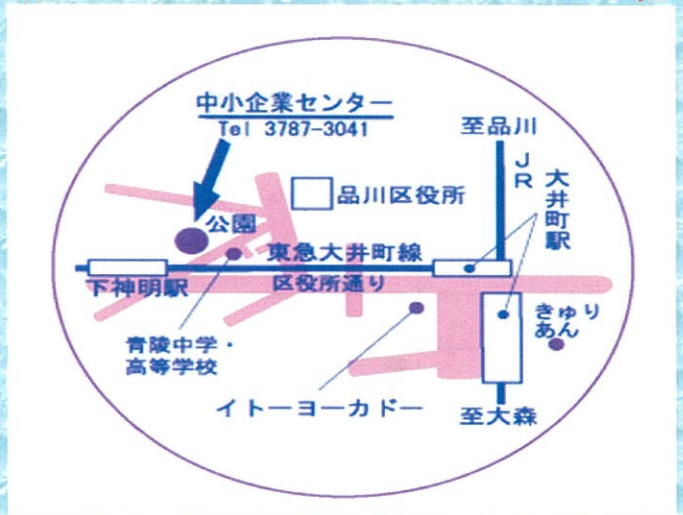 中小企業センター
Tel 3787-3041
至品川
JR
大井町駅
品川区役所
公園
東急大井町線
下神明駅
区役所通り
きゅり
あん
青陵中学・
高等学校
イトーヨーカドー
至大森